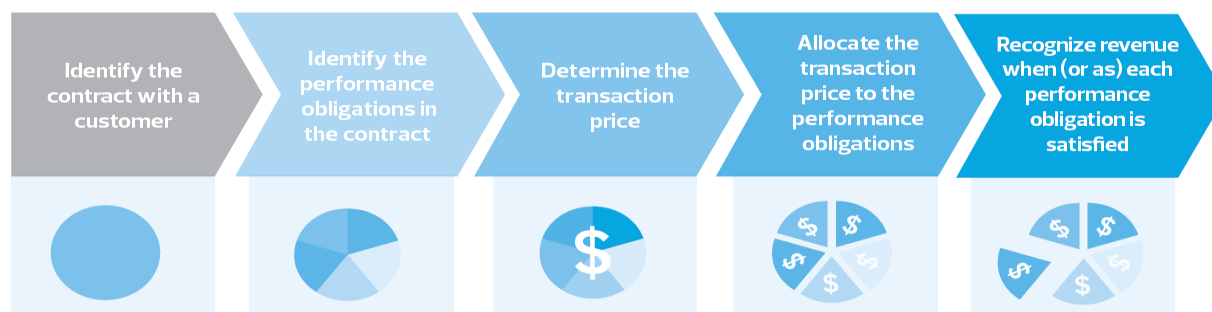 Identify the
contract with a
customer
Identify the
performance
obligations in
the contract
Determine the
transaction
price
Allocate the
transaction
price to the
performance
obligations
Recognize revenue
when (or as) each
performance
obligation is
satisfied
$
$
$
$
$
$
$
$
$
$
$